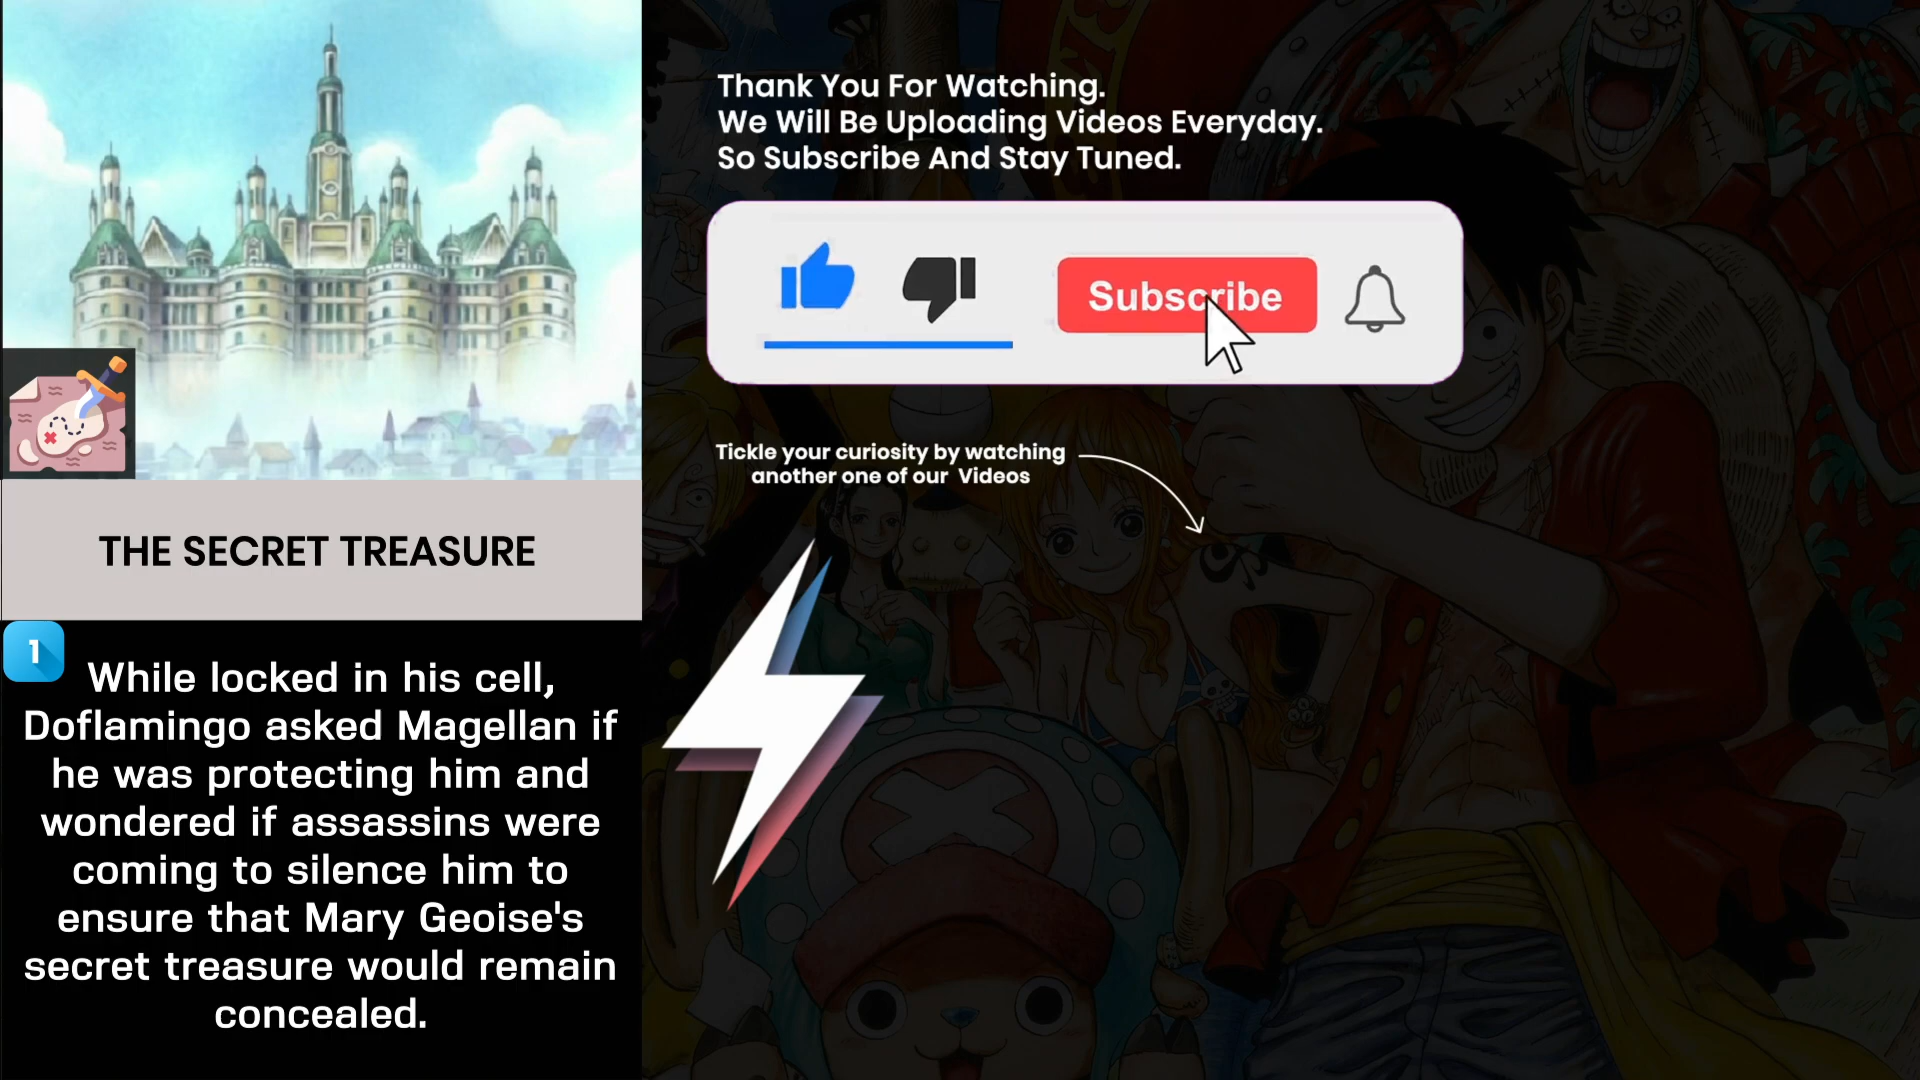 THE SECRET TREASURE
1
While locked in his cell,
Doflamingo asked Magellan if
he was protecting him and
wondered if assassins were
coming to silence him to
ensure that Mary Geoise's
secret treasure would remain
concealed.
Thank You For Watching.
We Will Be Uploading Videos Everyday.
So Subscribe And Stay Tuned.
Subscribe
Tickle your curiosity by watching
another one of our Videos